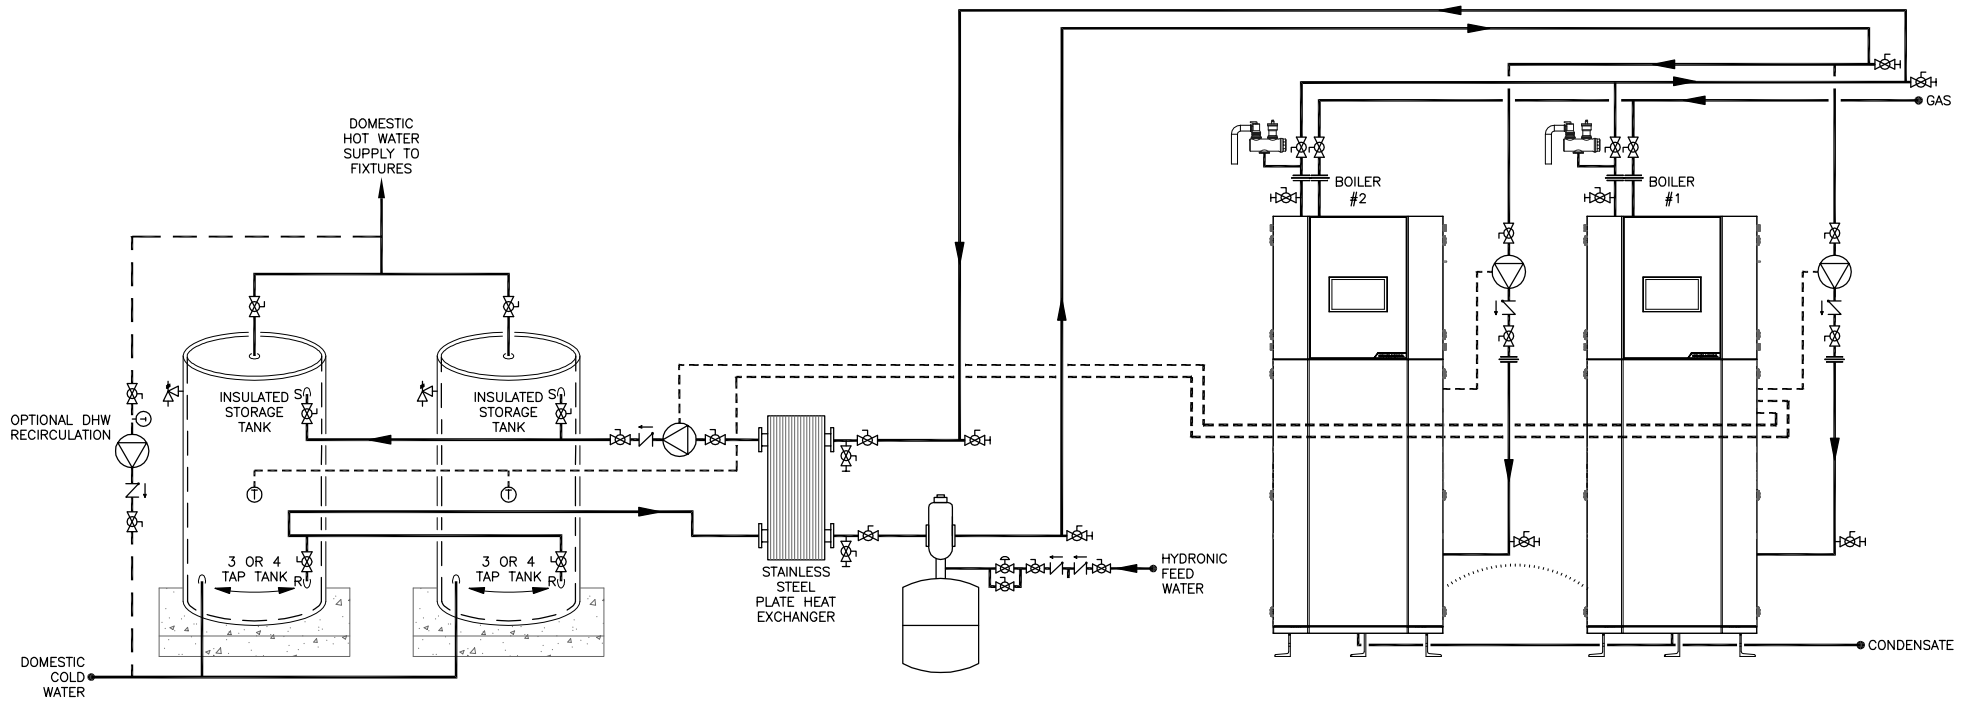 GAS
DOMESTIC
HOT WATER
SUPPLY TO
FIXTURES
BOILER
#2
BOILER
#1
INSULATED
STORAGE
TANK
S
INSULATED
STORAGE
TANK
S
OPTIONAL DHW
RECIRCULATION
T
T
T
3 OR 4
TAP TANK
R
3 OR 4
TAP TANK
R
STAINLESS
STEEL
PLATE HEAT
EXCHANGER
HYDRONIC
FEED
WATER
DOMESTIC
COLD
WATER
CONDENSATE